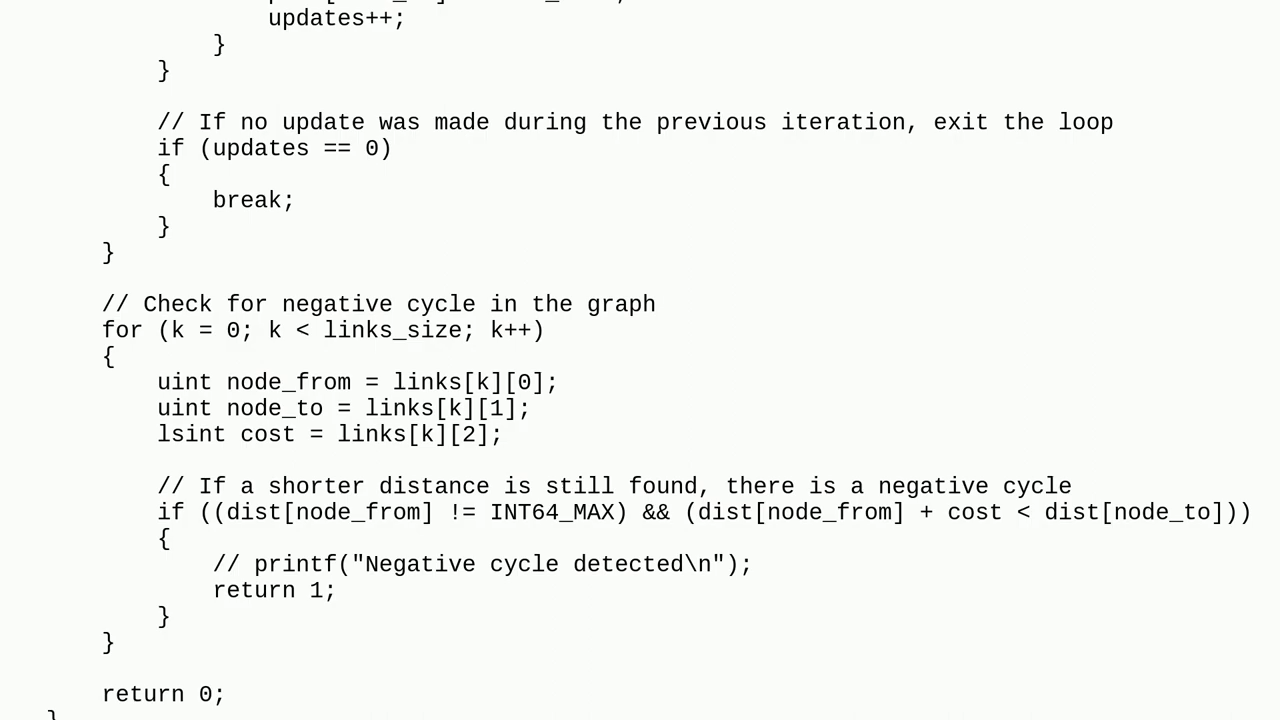 updates++;
}
}
// If no update was made during the previous iteration, exit the loop
if (updates == 0)
{
break;
}
}
// Check for negative cycle in the graph
for (k = 0; k < links_size; k++)
{
uint node_from = links[k][0];
uint node_to = links[k][1];
lsint cost = links[k][2];
// If a shorter distance is still found, there is a negative cycle
if ((dist[node_from] != INT64_MAX) && (dist[node_from] + cost < dist[node_to]))
{
// printf("Negative cycle detected\n");
return 1;
}
}
return 0;
}